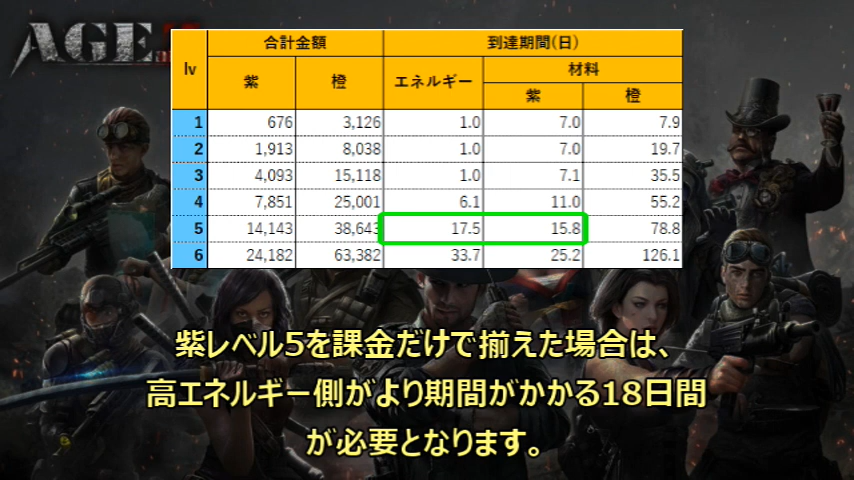 AGE
合計金額 到達期間(日)
lv 紫 橙 エネルギー 材料
紫 橙
1 676 3,126 1.0 7.0 7.9
2 1,913 8,038 1.0 7.0 19.7
3 4,093 15,118 1.0 7.1 35.5
4 7,851 25,001 6.1 11.0 55.2
5 14,143 38,643 17.5 15.8 78.8
6 24,182 63,382 33.7 25.2 126.1
紫レベル5を課金だけで揃えた場合は、
高エネルギー側がより期間がかかる18日間
が必要となります。